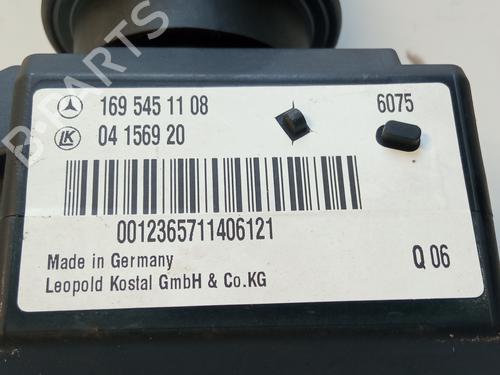 B-PARTS
169 545 11 08 6075
LK 04 1569 20
0012365711406121
Made in Germany Q 06
Leopold Kostal GmbH & Co.KG